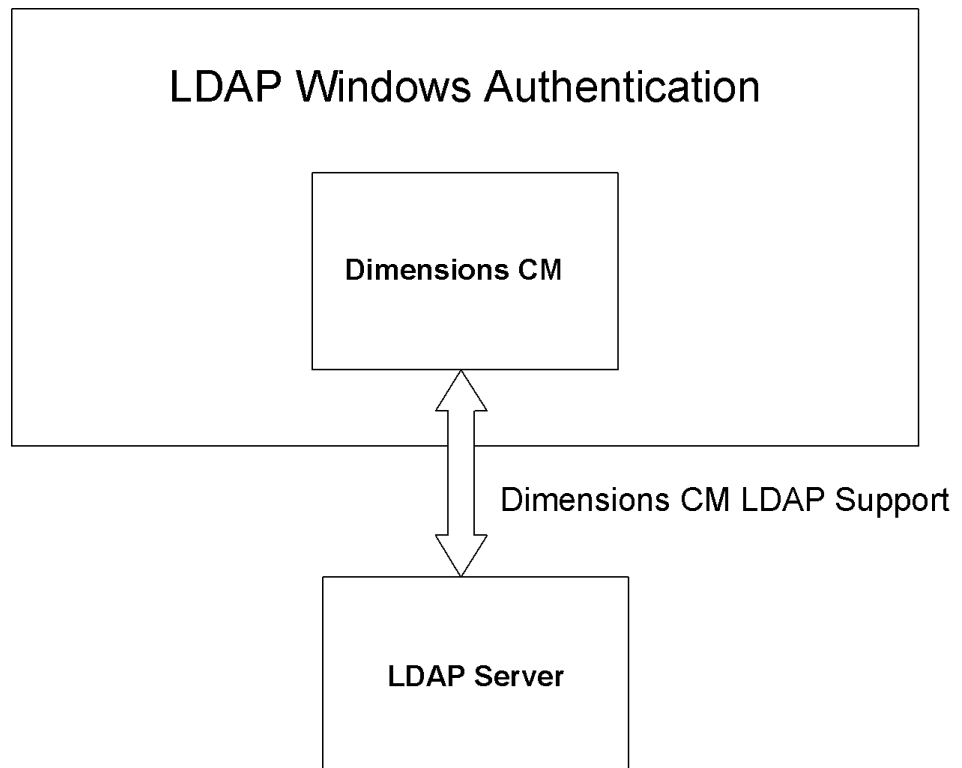 LDAP Windows Authentication
Dimensions CM
Dimensions CM LDAP Support
LDAP Server